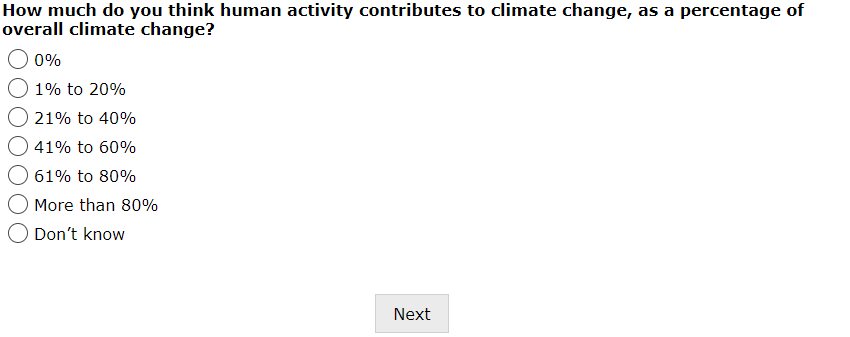 How much do you think human activity contributes to climate change, as a percentage of
overall climate change?
0%
1% to 20%
21% to 40%
41% to 60%
61% to 80%
More than 80%
Don’t know
Next